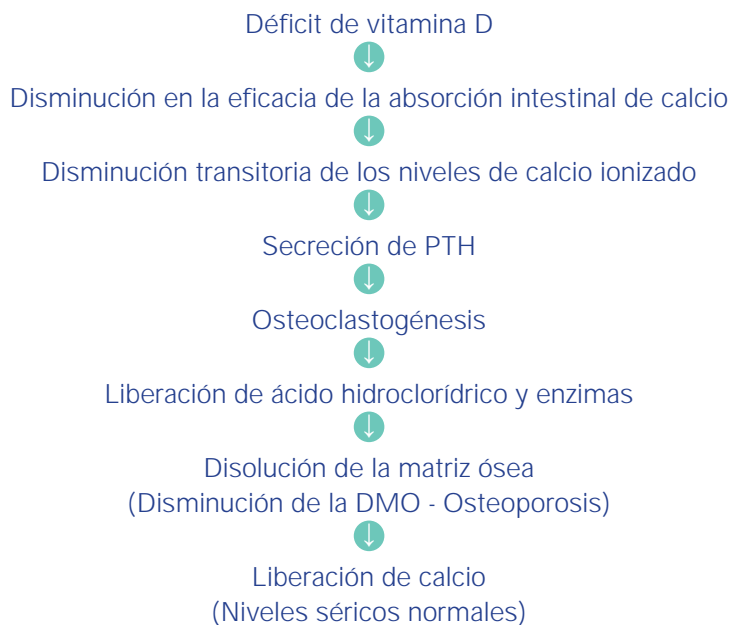 Déficit de vitamina D
↓
Disminución en la eficacia de la absorción intestinal de calcio
↓
Disminución transitoria de los niveles de calcio ionizado
↓
Secreción de PTH
↓
Osteoclastogénesis
↓
Liberación de ácido hidroclorídrico y enzimas
↓
Disolución de la matriz ósea
(Disminución de la DMO - Osteoporosis)
↓
Liberación de calcio
(Niveles séricos normales)